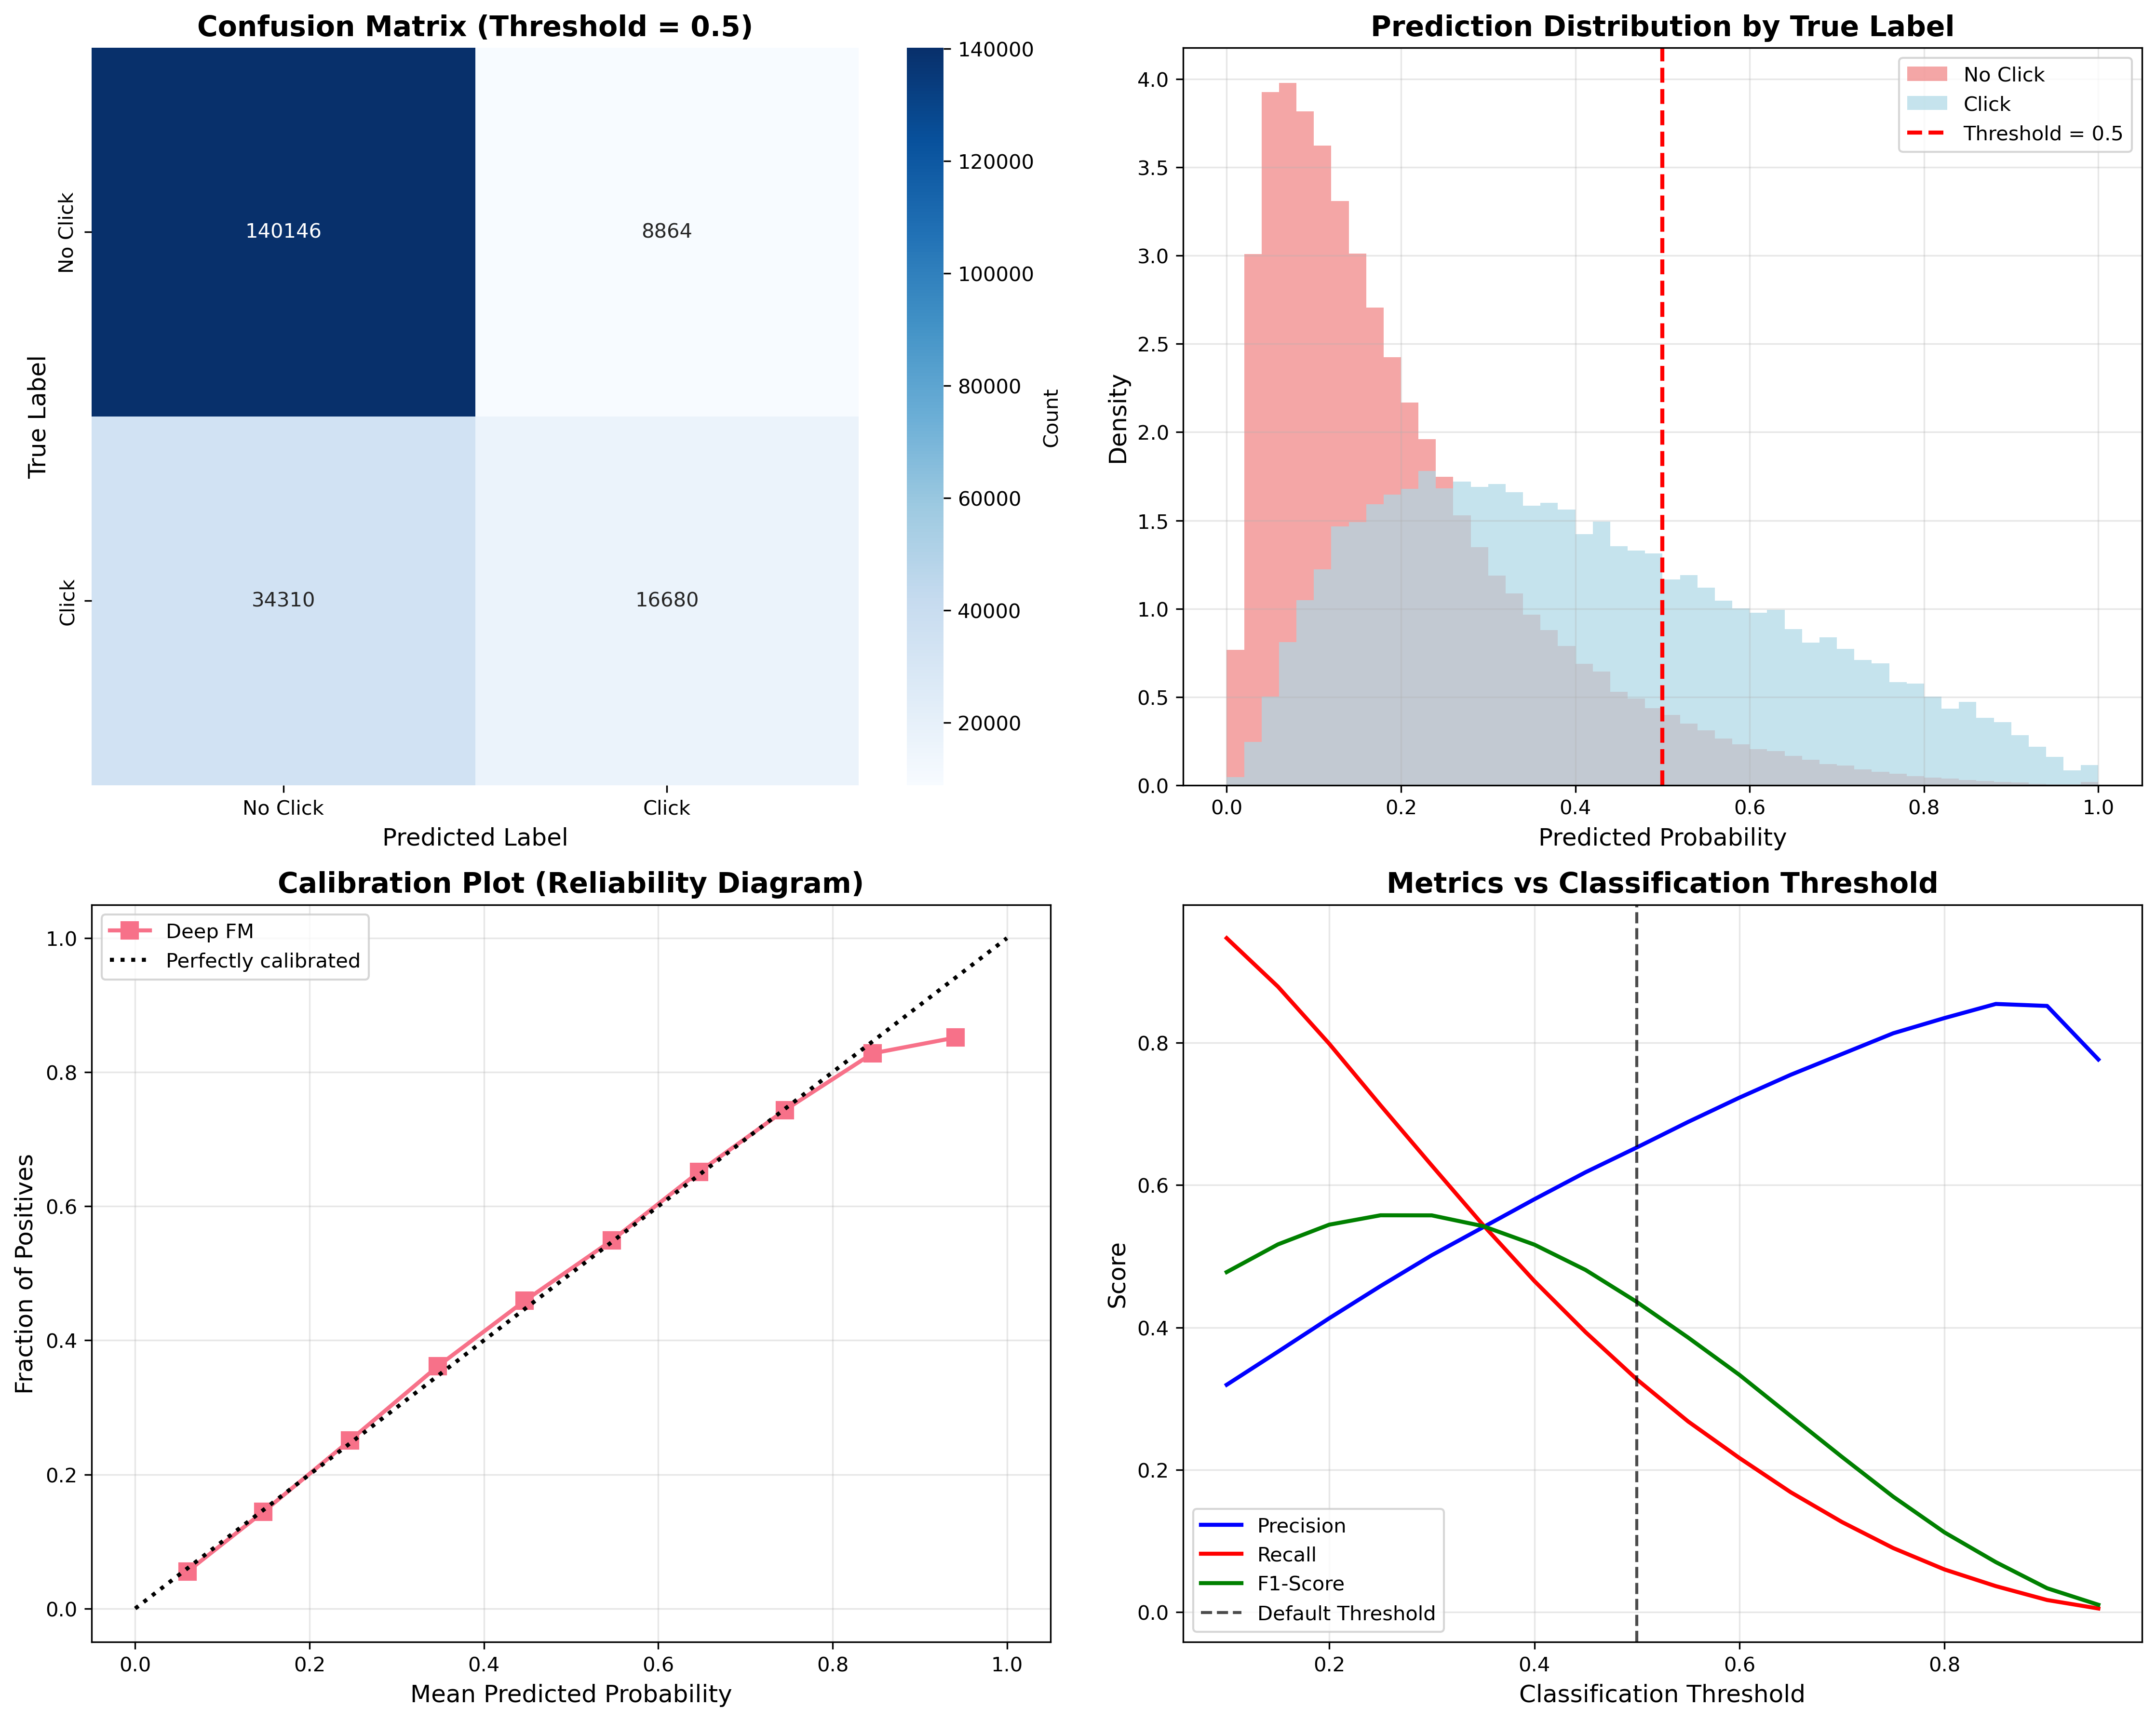 Confusion Matrix (Threshold = 0.5)
True Label
No Click
Click
140146
8864
34310
16680
No Click
Click
Predicted Label
140000
120000
100000
80000
60000
40000
20000
Count
Prediction Distribution by True Label
Density
4.0
3.5
3.0
2.5
2.0
1.5
1.0
0.5
0.0
No Click
Click
Threshold = 0.5
0.0
0.2
0.4
0.6
0.8
1.0
Predicted Probability
Calibration Plot (Reliability Diagram)
Fraction of Positives
1.0
0.8
0.6
0.4
0.2
0.0
Deep FM
Perfectly calibrated
0.0
0.2
0.4
0.6
0.8
1.0
Mean Predicted Probability
Metrics vs Classification Threshold
Score
0.8
0.6
0.4
0.2
0.0
Precision
Recall
F1-Score
Default Threshold
0.2
0.4
0.6
0.8
Classification Threshold